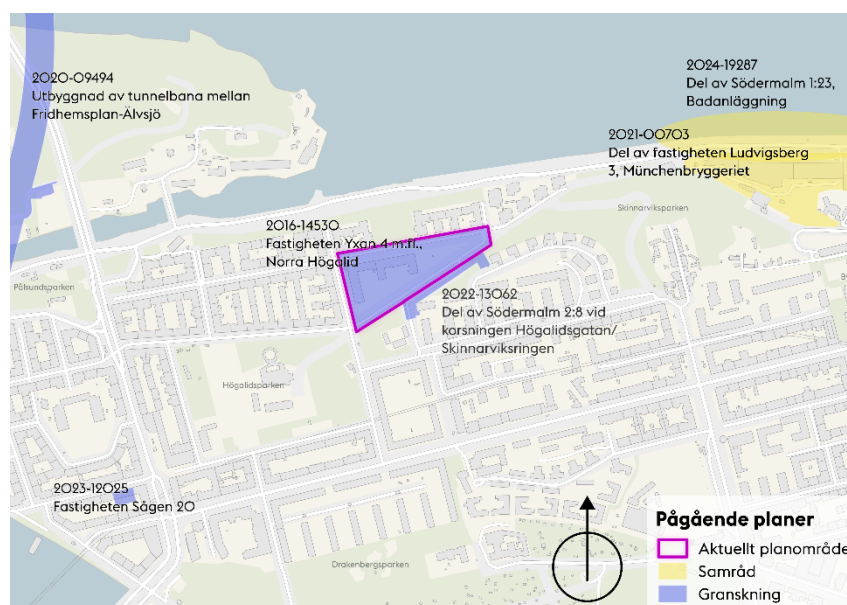 2020-09494
Utbyggnad av tunnelbana mellan
Fridhemsplan-Älvsjö
2024-19287
Del av Södermalm 1:23,
Badanläggning
2021-00703
Del av fastigheten Ludvigsberg
3, Münchenbryggeriet
Skinnarviksparken
2016-14530
Fastigheten Yxan 4 m.fl.,
Norra Högalid
Pålsundsparken
2022-13062
Del av Södermalm 2:8 vid
korsningen Högalidsgatan/
Skinnarviksringen
Högalidsparken
2023-12025
Fastigheten Sågen 20
Drakenbergsparken
Pågående planer
Aktuellt planområde
Samråd
Granskning